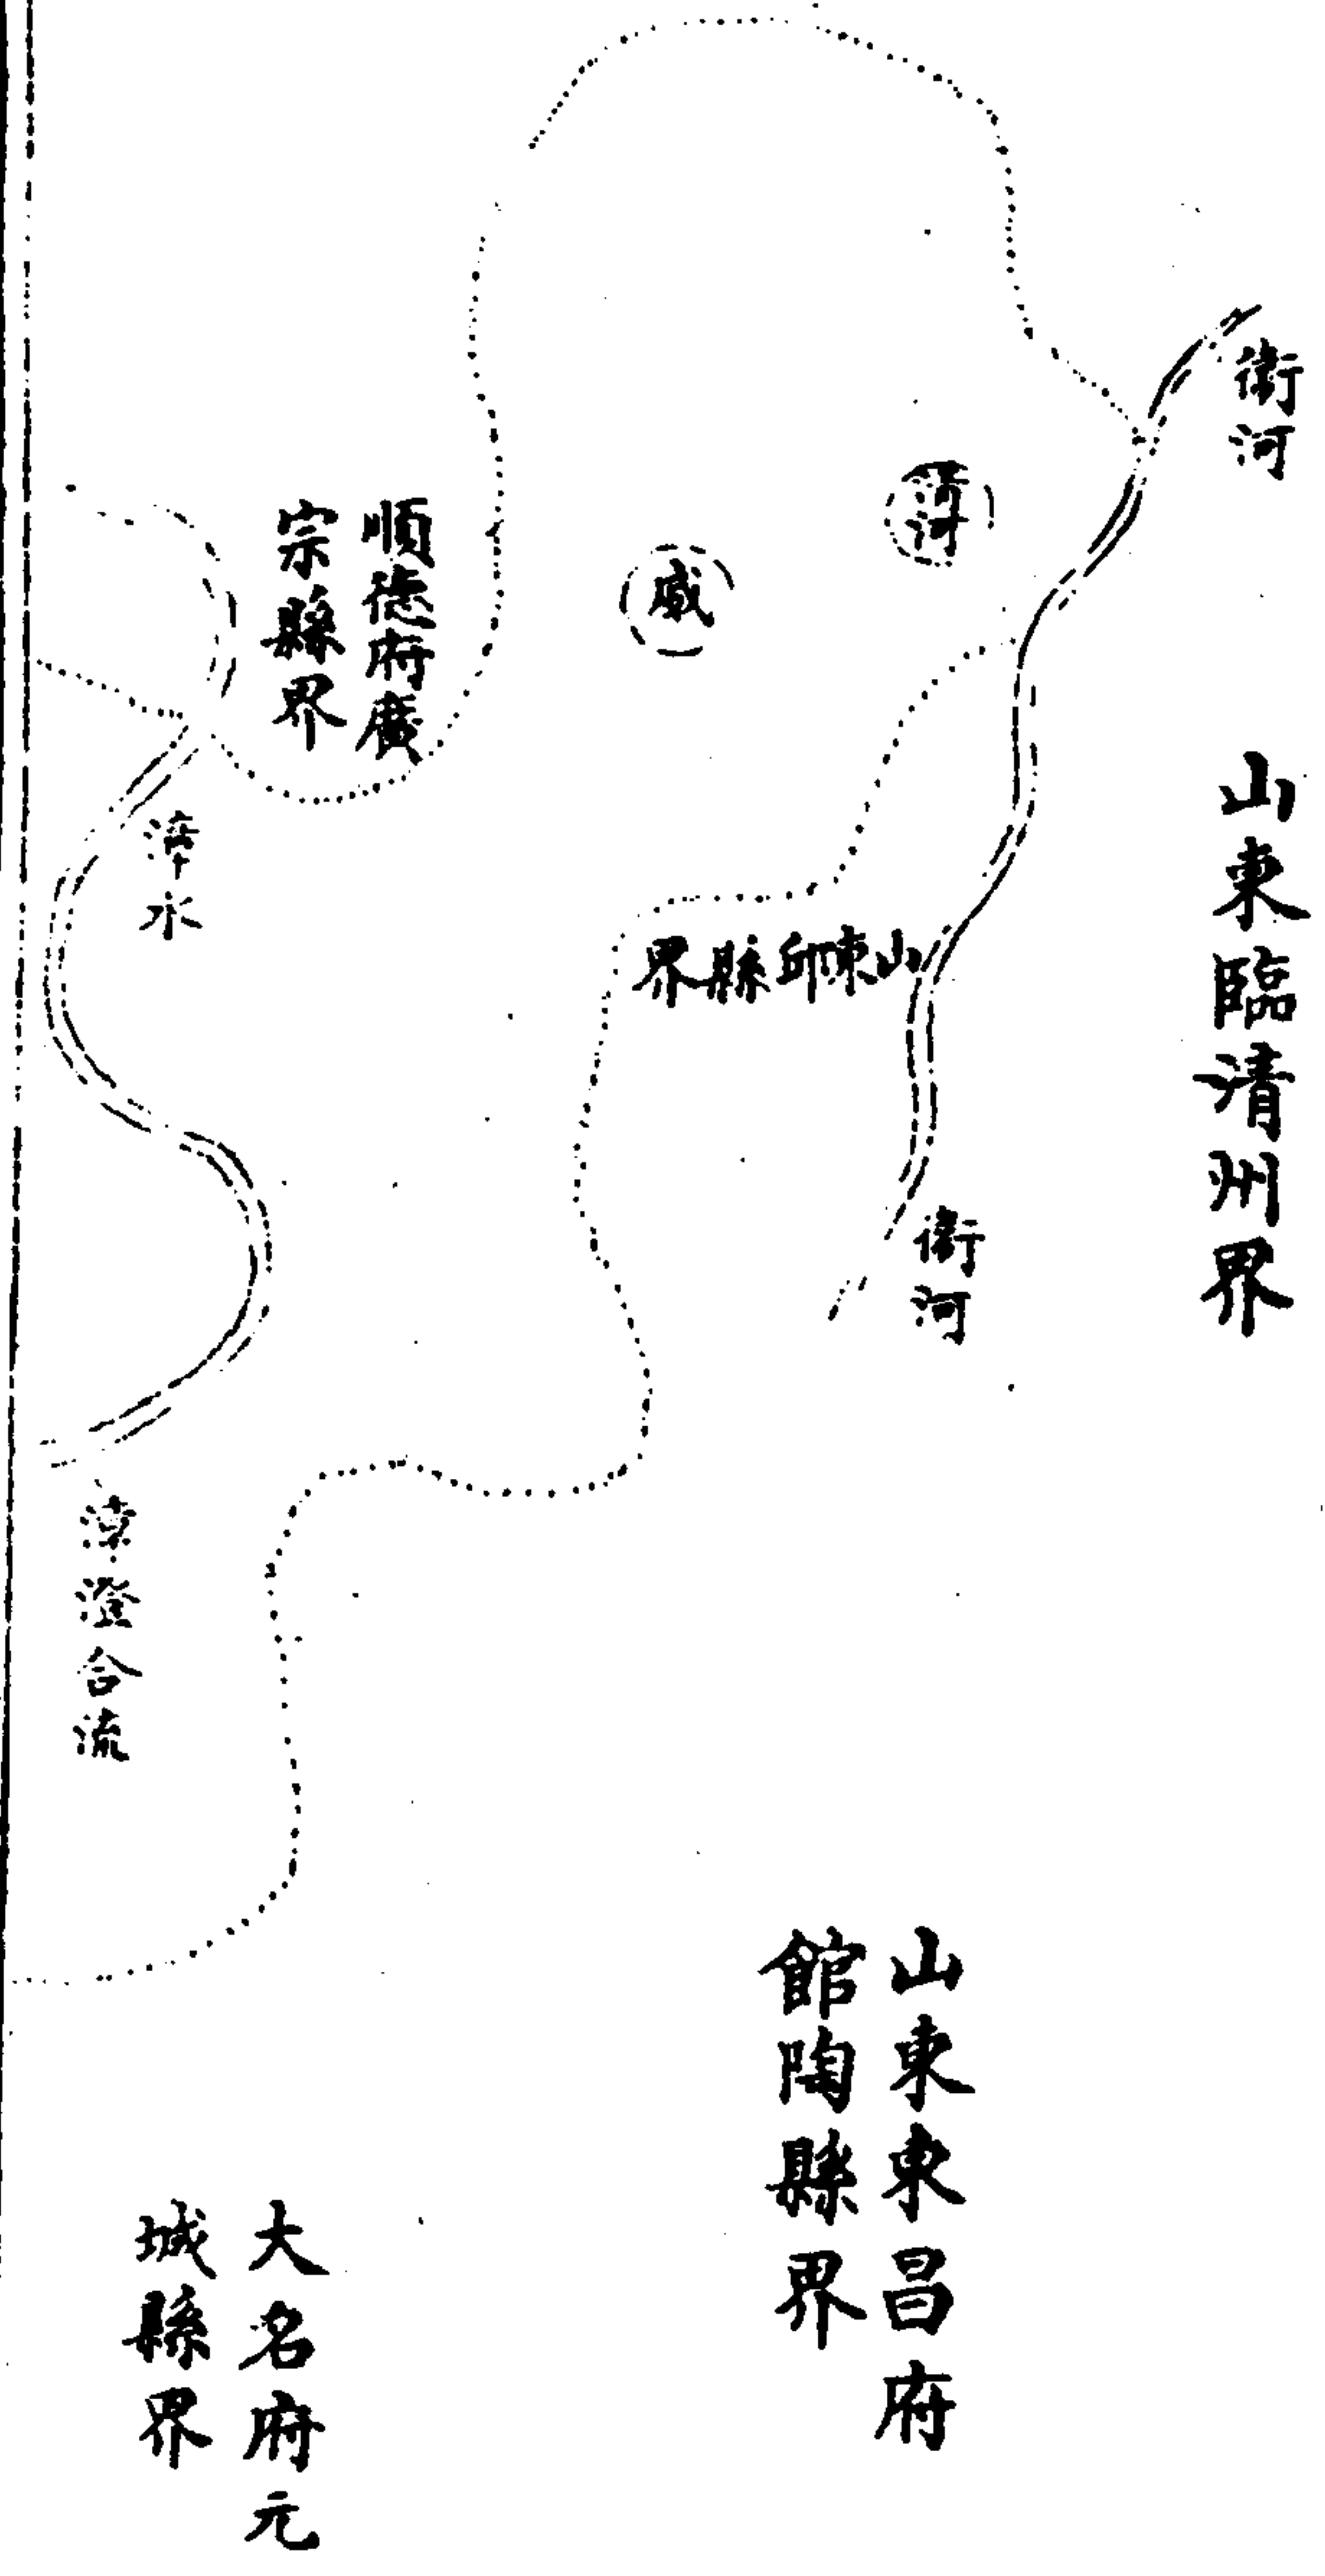 衛河
山東臨清州界
清河
威
順德府廣
宗縣界
漳水
山東邱縣界
衛河
漳滏合流
山東東昌府
館陶縣界
大名府元
城縣界